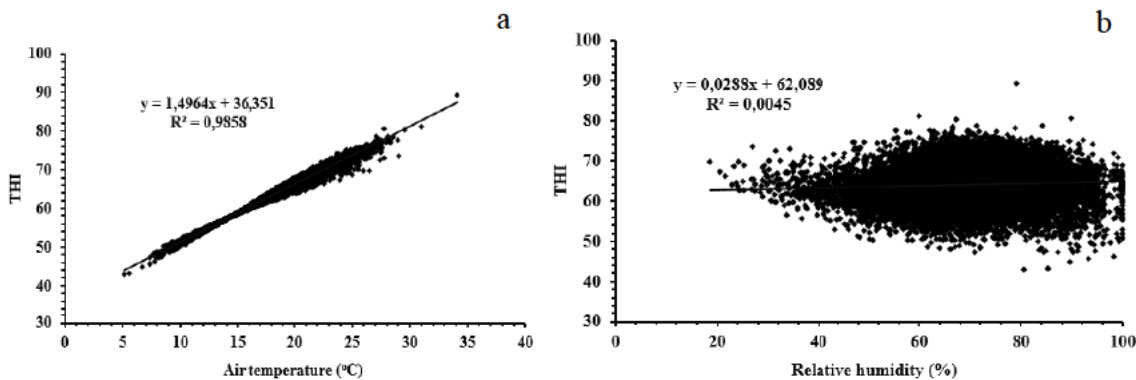 a
100
90
80
70
60
50
40
30
THI
y = 1,4964x + 36,351
R² = 0,9858
0 5 10 15 20 25 30 35 40
Air temperature (ºC)
b
100
90
80
70
60
50
40
30
THI
y = 0,0288x + 62,089
R² = 0,0045
0 20 40 60 80 100
Relative humidity (%)